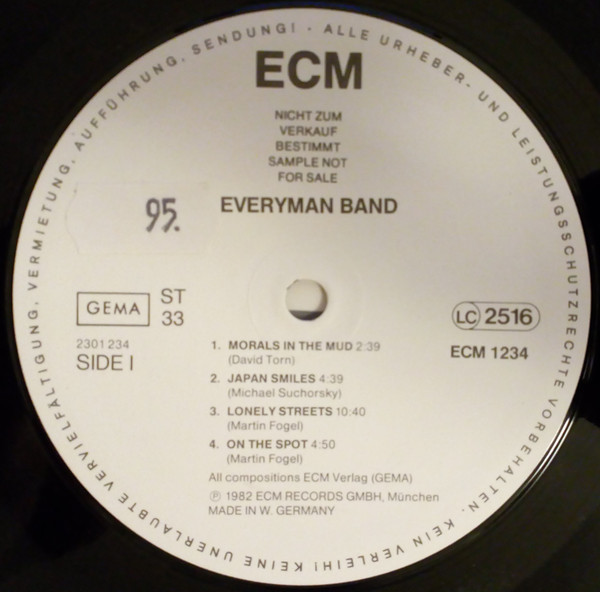 ALLE URHEBER- UND LEISTUNGSSCHUTZRECHTE VORBEHALTEN. KEIN VERLEIH! KEINE UNERLAUBTE VERVIELFÄLTIGUNG, VERMIETUNG, AUFFÜHRUNG, SENDUNG! ·
ECM
NICHT ZUM
VERKAUF
BESTIMMT
SAMPLE NOT
FOR SALE
95.
EVERYMAN BAND
GEMA
ST
33
LC 2516
2301 234
SIDE I
ECM 1234
1. MORALS IN THE MUD 2:39
(David Torn)
2. JAPAN SMILES 4:39
(Michael Suchorsky)
3. LONELY STREETS 10:40
(Martin Fogel)
4. ON THE SPOT 4:50
(Martin Fogel)
All compositions ECM Verlag (GEMA)
℗ 1982 ECM RECORDS GMBH, München
MADE IN W. GERMANY